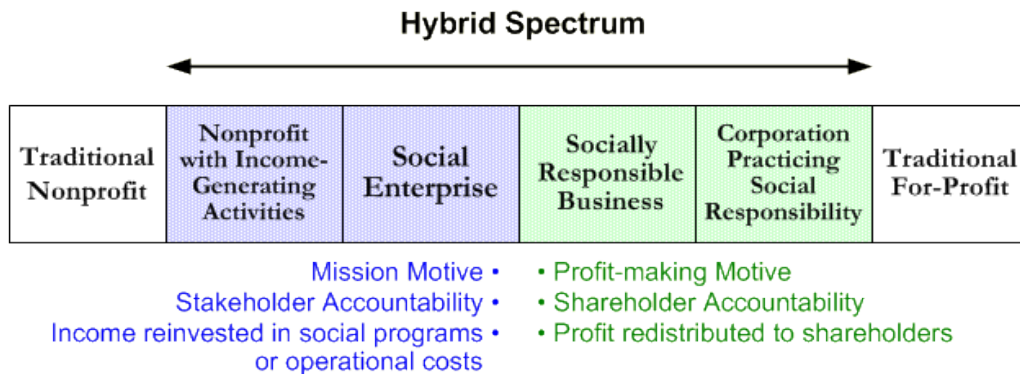 Hybrid Spectrum
Traditional
Nonprofit
Nonprofit
with Income-
Generating
Activities
Social
Enterprise
Socially
Responsible
Business
Corporation
Practicing
Social
Responsibility
Traditional
For-Profit
Mission Motive •
Stakeholder Accountability •
Income reinvested in social programs •
or operational costs
• Profit-making Motive
• Shareholder Accountability
• Profit redistributed to shareholders